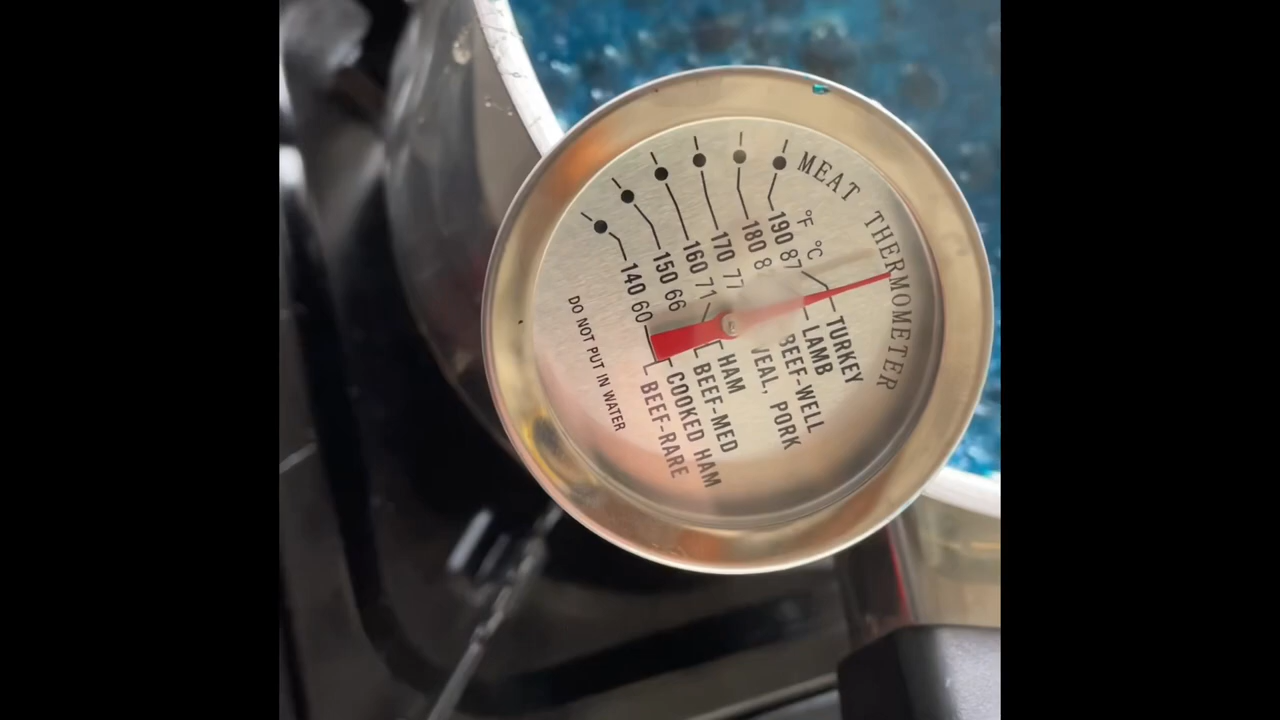 MEAT THERMOMETER
°F °C
190 87
180 8
170 77
160 71
150 66
140 60
TURKEY
LAMB
BEEF-WELL
VEAL, PORK
HAM
BEEF-MED
COOKED HAM
BEEF-RARE
DO NOT PUT IN WATER